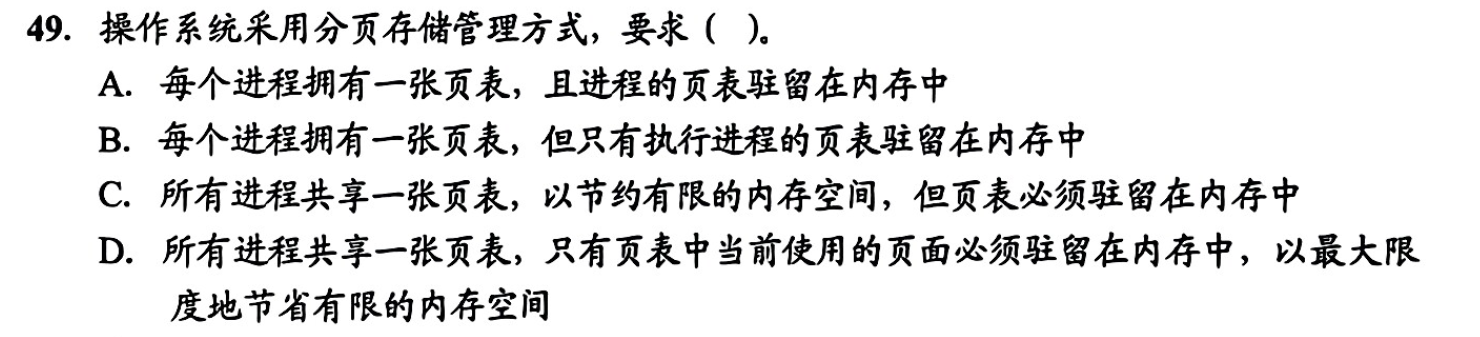 49. 操作系统采用分页存储管理方式，要求（ ）。
A. 每个进程拥有一张页表，且进程的页表驻留在内存中
B. 每个进程拥有一张页表，但只有执行进程的页表驻留在内存中
C. 所有进程共享一张页表，以节约有限的内存空间，但页表必须驻留在内存中
D. 所有进程共享一张页表，只有页表中当前使用的页面必须驻留在内存中，以最大限
度地节省有限的内存空间